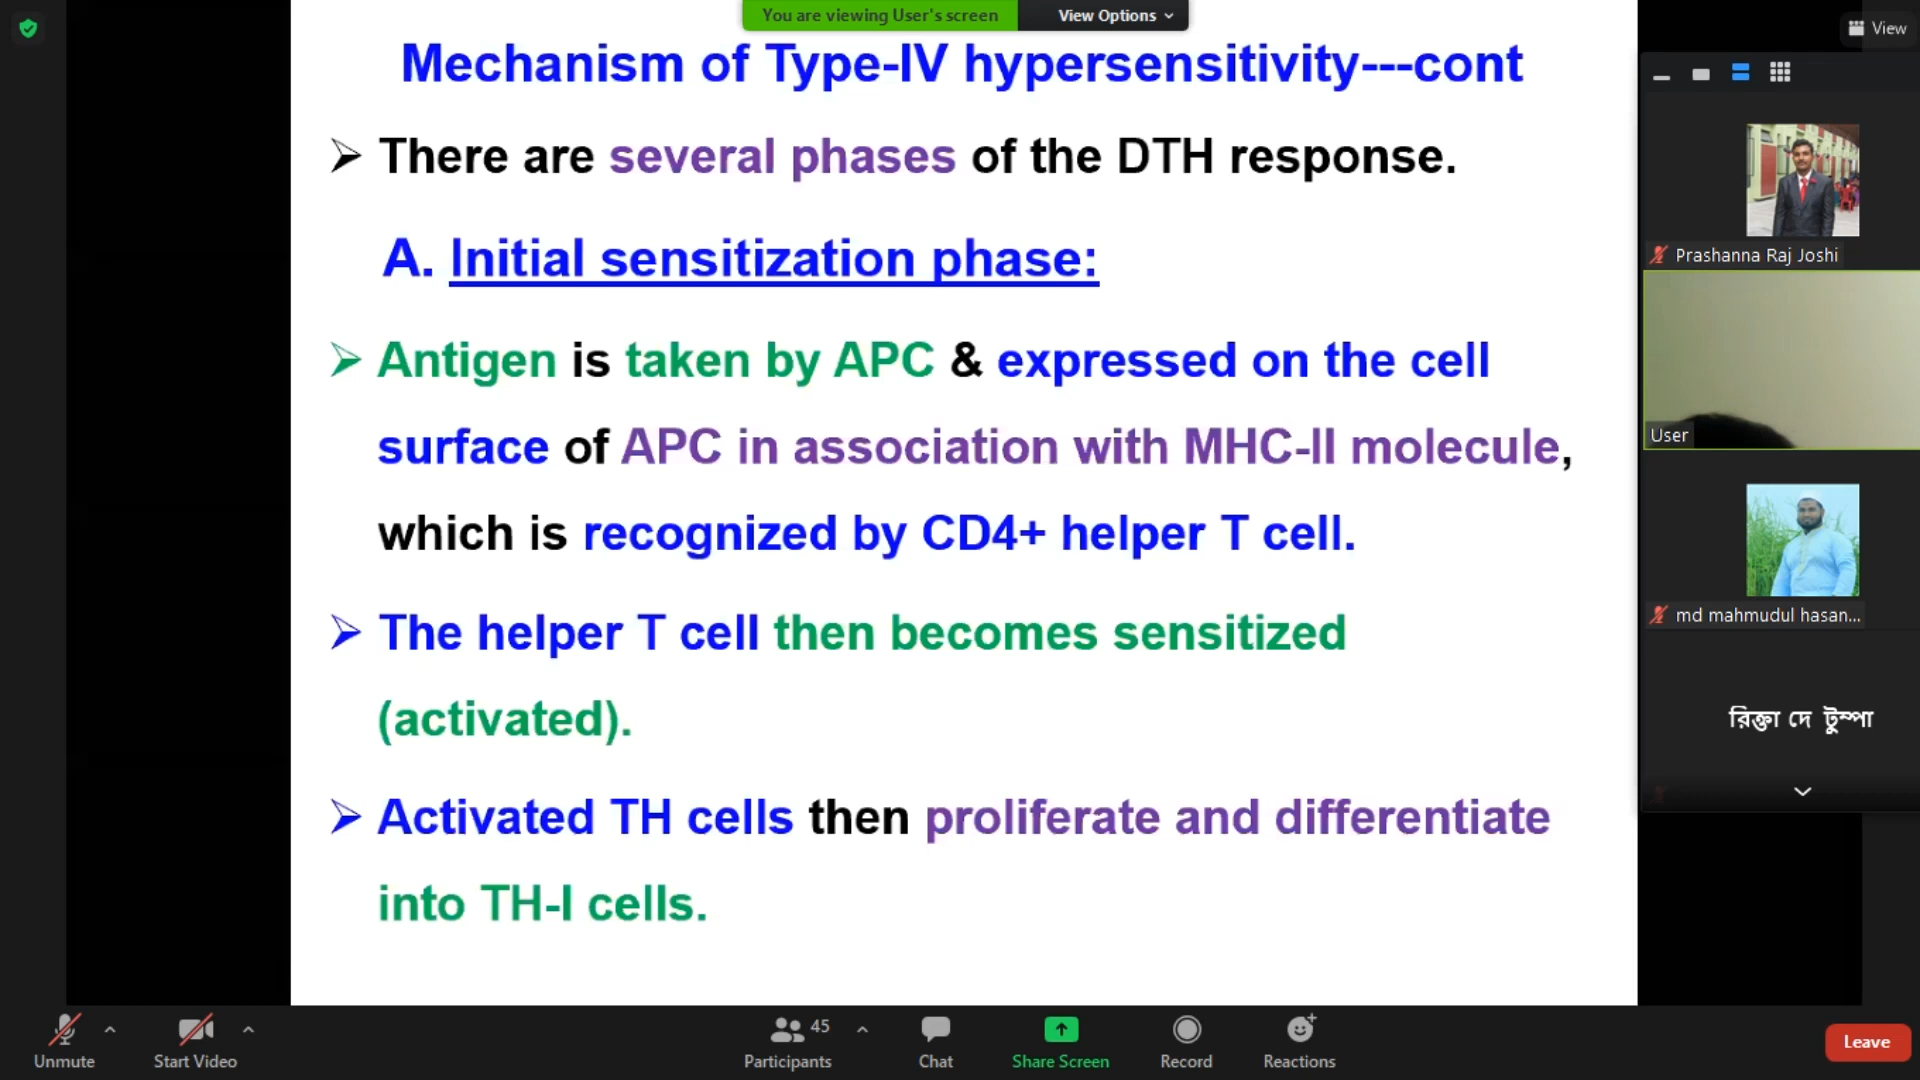 You are viewing User's screen
View Options
View
Mechanism of Type-IV hypersensitivity---cont
There are several phases of the DTH response.
A. Initial sensitization phase:
Antigen is taken by APC & expressed on the cell
surface of APC in association with MHC-II molecule,
which is recognized by CD4+ helper T cell.
The helper T cell then becomes sensitized
(activated).
Activated TH cells then proliferate and differentiate
into TH-I cells.
Prashanna Raj Joshi
User
md mahmudul hasan...
রিক্তা দে টুম্পা
Unmute
Start Video
45
Participants
Chat
Share Screen
Record
Reactions
Leave